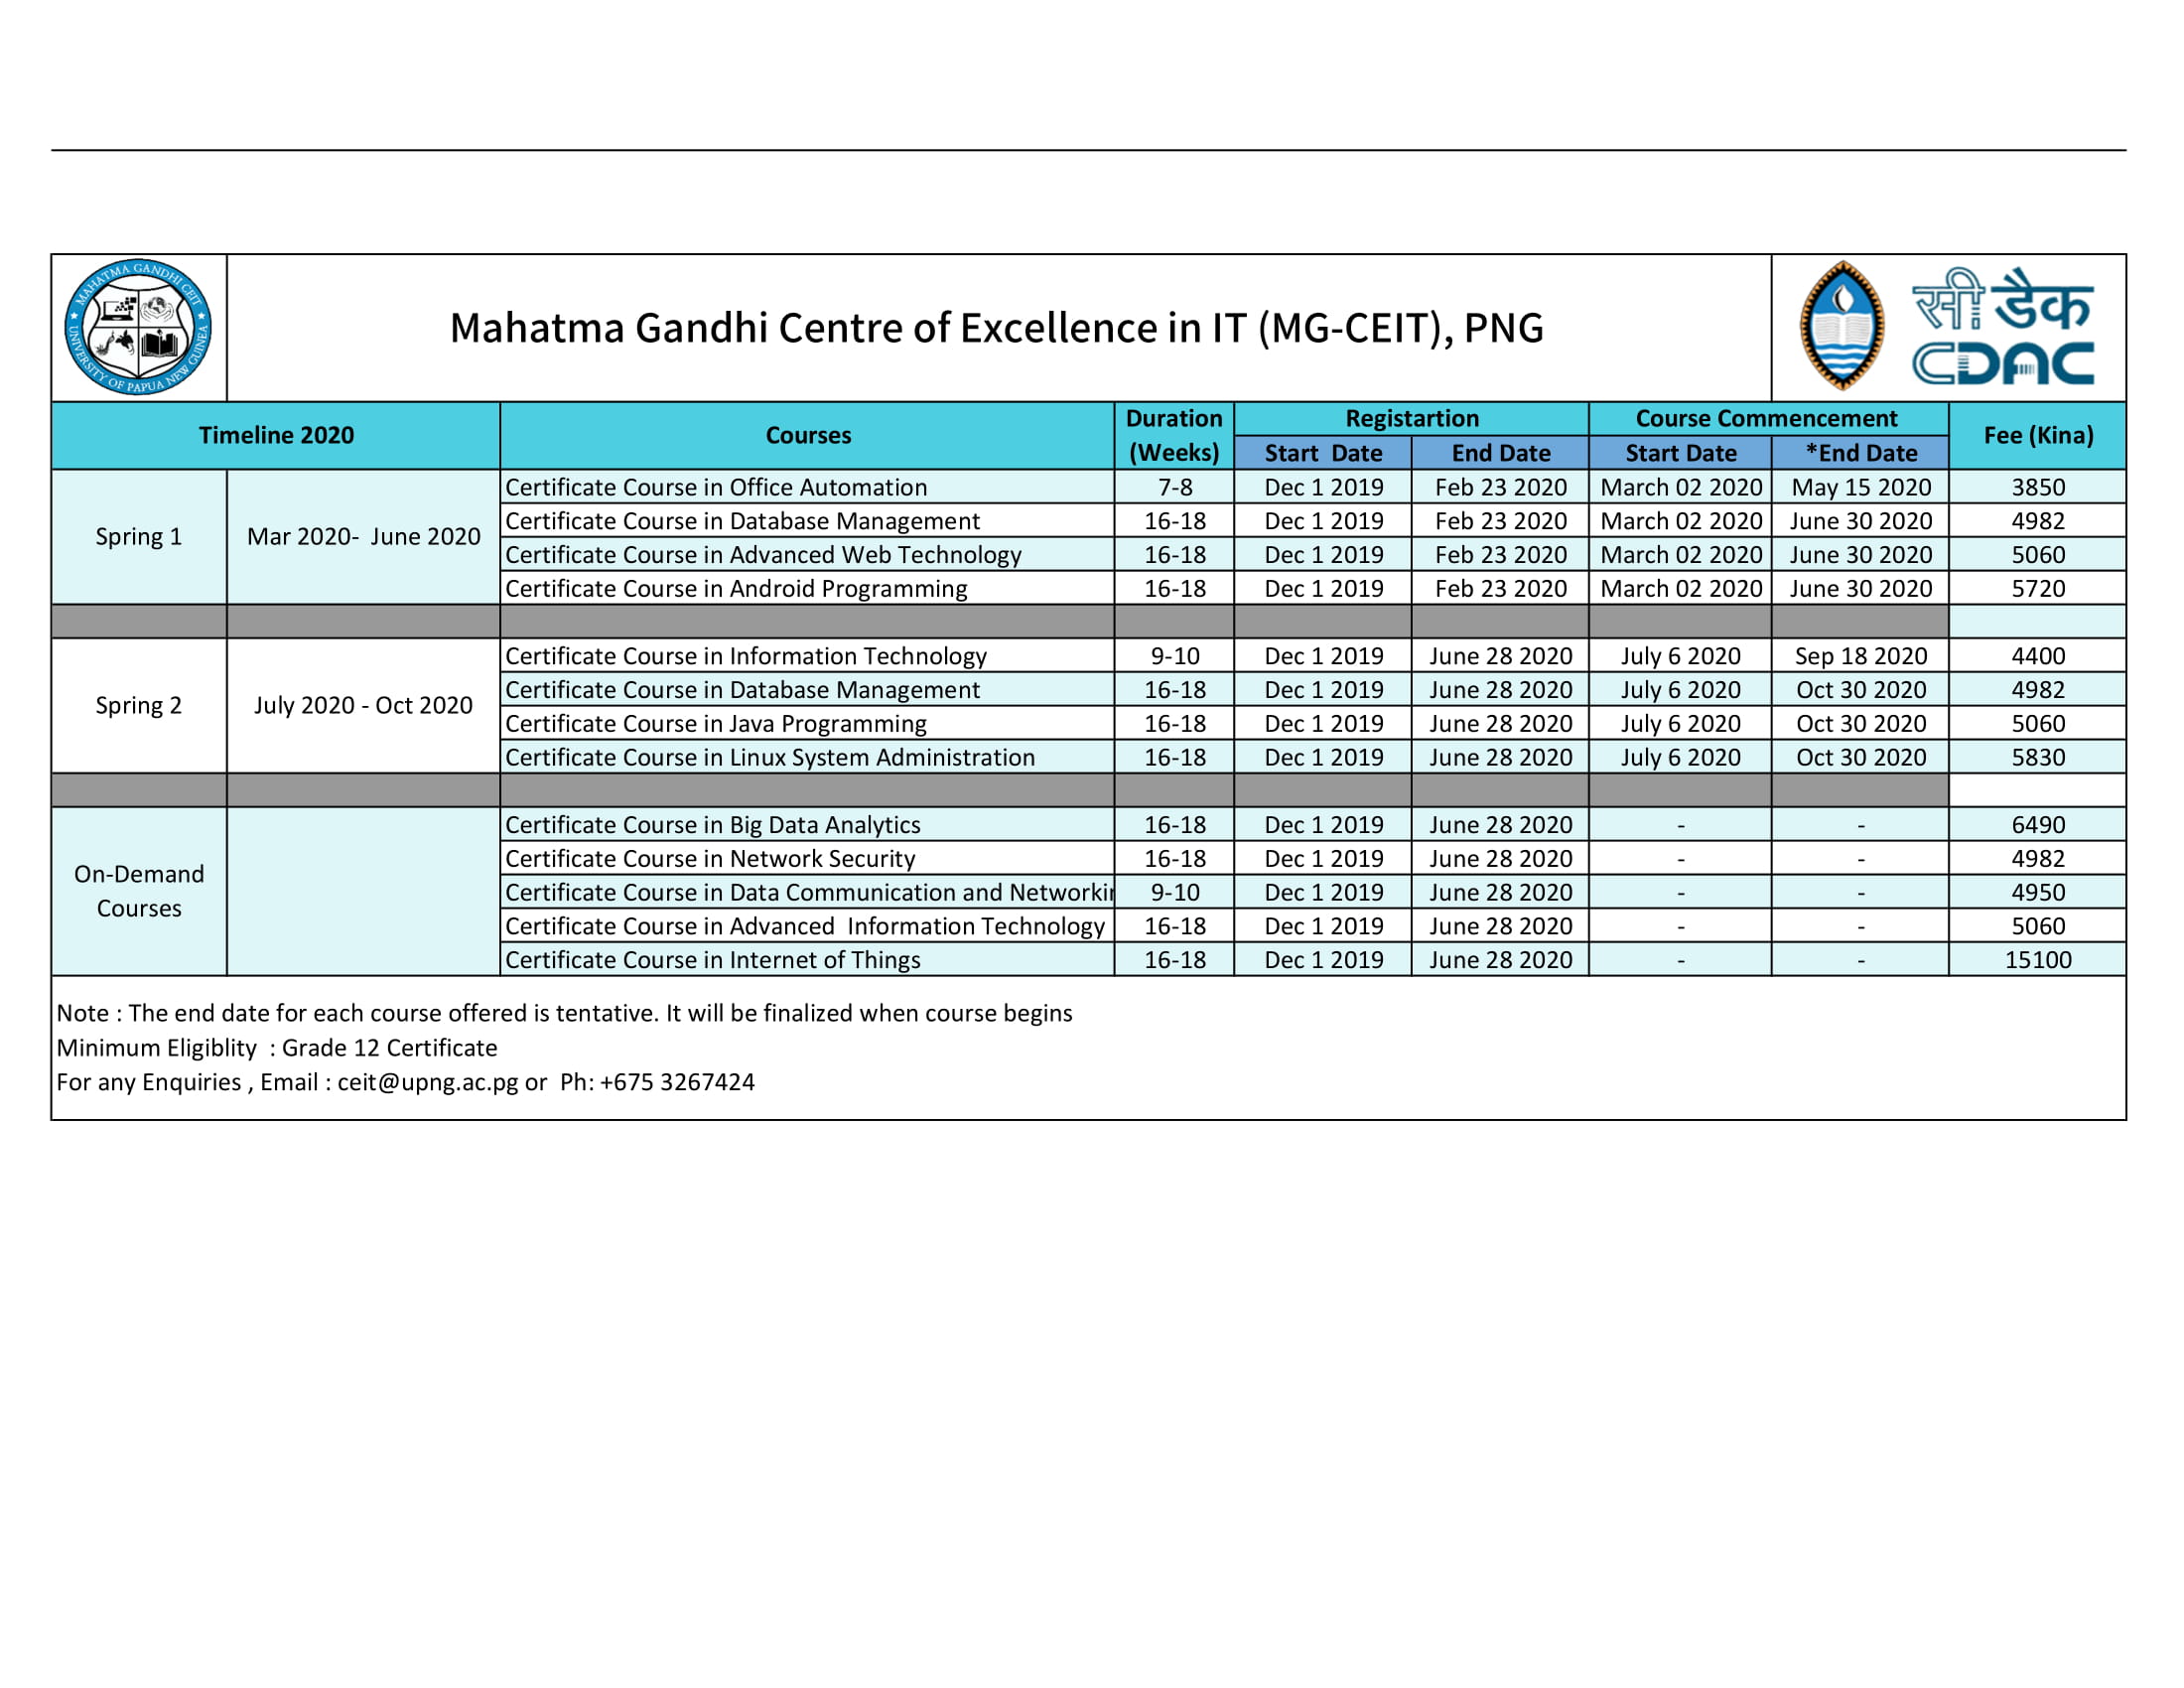 MAHATMA GANDHI CEIT
UNIVERSITY OF PAPUA NEW GUINEA
Mahatma Gandhi Centre of Excellence in IT (MG-CEIT), PNG
सी डैक
CDAC
Timeline 2020 Courses Duration (Weeks) Registartion Course Commencement Fee (Kina)
Start Date End Date Start Date *End Date
Spring 1 Mar 2020- June 2020
Certificate Course in Office Automation 7-8 Dec 1 2019 Feb 23 2020 March 02 2020 May 15 2020 3850
Certificate Course in Database Management 16-18 Dec 1 2019 Feb 23 2020 March 02 2020 June 30 2020 4982
Certificate Course in Advanced Web Technology 16-18 Dec 1 2019 Feb 23 2020 March 02 2020 June 30 2020 5060
Certificate Course in Android Programming 16-18 Dec 1 2019 Feb 23 2020 March 02 2020 June 30 2020 5720
Spring 2 July 2020 - Oct 2020
Certificate Course in Information Technology 9-10 Dec 1 2019 June 28 2020 July 6 2020 Sep 18 2020 4400
Certificate Course in Database Management 16-18 Dec 1 2019 June 28 2020 July 6 2020 Oct 30 2020 4982
Certificate Course in Java Programming 16-18 Dec 1 2019 June 28 2020 July 6 2020 Oct 30 2020 5060
Certificate Course in Linux System Administration 16-18 Dec 1 2019 June 28 2020 July 6 2020 Oct 30 2020 5830
On-Demand Courses
Certificate Course in Big Data Analytics 16-18 Dec 1 2019 June 28 2020 - - 6490
Certificate Course in Network Security 16-18 Dec 1 2019 June 28 2020 - - 4982
Certificate Course in Data Communication and Networkin 9-10 Dec 1 2019 June 28 2020 - - 4950
Certificate Course in Advanced Information Technology 16-18 Dec 1 2019 June 28 2020 - - 5060
Certificate Course in Internet of Things 16-18 Dec 1 2019 June 28 2020 - - 15100
Note : The end date for each course offered is tentative. It will be finalized when course begins
Minimum Eligiblity : Grade 12 Certificate
For any Enquiries , Email : ceit@upng.ac.pg or Ph: +675 3267424